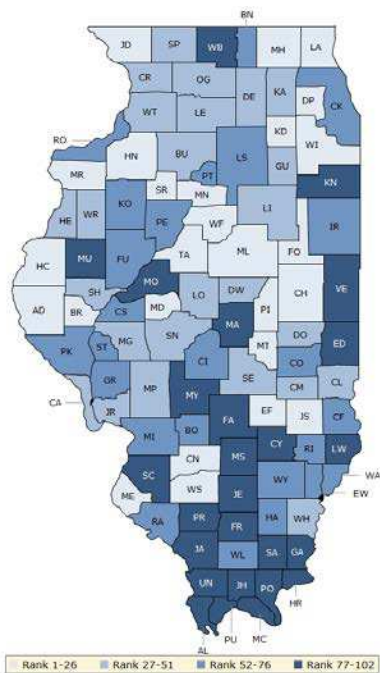 BN
JD SP WB MH LA
CR OG DE KA DP CK
WT LE
RO KD WI
HN BU LS GU
MR PT KN
SR MN
HE WR KO PE LI IR
WF
FU TA ML FO
HC MU
MO CH VE
SH LO DW
AD BR CS MD MA PI
SN DO ED
PK ST MG MT
CI CO
GR SE CM CL
CA JR MP MY
FA EF JS CF
MI BO
CY RI LW
CN MS WA
SC WY
ME WS JE EW
RA PR FR HA WH
JA WL SA GA
UN JH PO
HR
AL PU MC
Rank 1-26 Rank 27-51 Rank 52-76 Rank 77-102